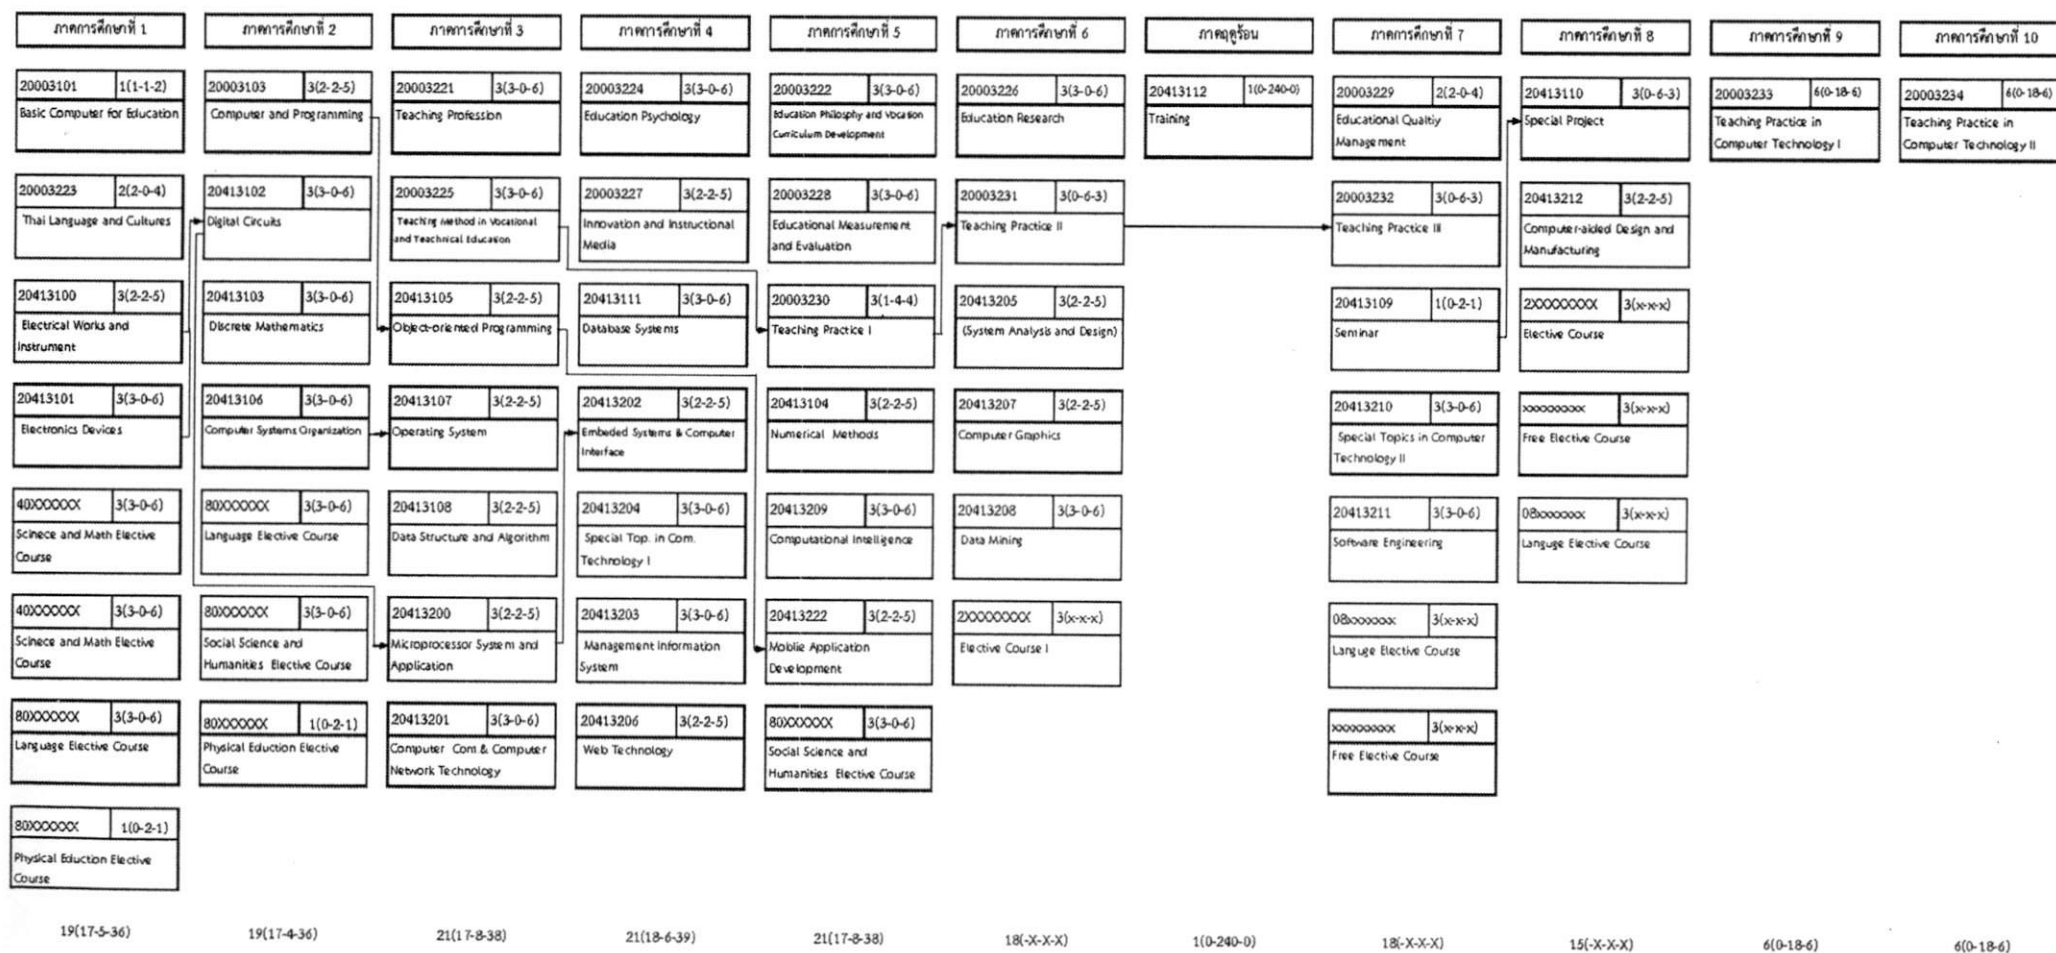 ภาคการศึกษาที่ 1
ภาคการศึกษาที่ 2
ภาคการศึกษาที่ 3
ภาคการศึกษาที่ 4
ภาคการศึกษาที่ 5
ภาคการศึกษาที่ 6
ภาคฤดูร้อน
ภาคการศึกษาที่ 7
ภาคการศึกษาที่ 8
ภาคการศึกษาที่ 9
ภาคการศึกษาที่ 10
20003101 1(1-1-2)
Basic Computer for Education
20003223 2(2-0-4)
Thai Language and Cultures
20413100 3(2-2-5)
Electrical Works and
Instrument
20413101 3(3-0-6)
Electronics Devices
40XXXXXX 3(3-0-6)
Scinece and Math Elective
Course
40XXXXXX 3(3-0-6)
Scinece and Math Elective
Course
80XXXXXX 3(3-0-6)
Language Elective Course
80XXXXXX 1(0-2-1)
Physical Eduction Elective
Course
20003103 3(2-2-5)
Computer and Programming
20413102 3(3-0-6)
Digital Circuits
20413103 3(3-0-6)
Discrete Mathematics
20413106 3(3-0-6)
Computer Systems Organization
80XXXXXX 3(3-0-6)
Language Elective Course
80XXXXXX 3(3-0-6)
Social Science and
Humanities Elective Course
80XXXXXX 1(0-2-1)
Physical Eduction Elective
Course
20003221 3(3-0-6)
Teaching Profession
20003225 3(3-0-6)
Teaching Method in Vocational
and Teachnical Education
20413105 3(2-2-5)
Object-oriented Programming
20413107 3(2-2-5)
Operating System
20413108 3(2-2-5)
Data Structure and Algorithm
20413200 3(2-2-5)
Microprocessor System and
Application
20413201 3(3-0-6)
Computer Com & Computer
Network Technology
20003224 3(3-0-6)
Education Psychology
20003227 3(2-2-5)
Innovation and Instructional
Media
20413111 3(3-0-6)
Database Systems
20413202 3(2-2-5)
Embeded Systems & Computer
Interface
20413204 3(3-0-6)
Special Top. in Com.
Technology I
20413203 3(3-0-6)
Management Information
System
20413206 3(2-2-5)
Web Technology
20003222 3(3-0-6)
Education Philosphy and Vocation
Curriculum Development
20003228 3(3-0-6)
Educational Measurement
and Evaluation
20003230 3(1-4-4)
Teaching Practice I
20413104 3(2-2-5)
Numerical Methods
20413209 3(3-0-6)
Computational Intelligence
20413222 3(2-2-5)
Moblie Application
Development
80XXXXXX 3(3-0-6)
Social Science and
Humanities Elective Course
20003226 3(3-0-6)
Education Research
20003231 3(0-6-3)
Teaching Practice II
20413205 3(2-2-5)
(System Analysis and Design)
20413207 3(2-2-5)
Computer Graphics
20413208 3(3-0-6)
Data Mining
2XXXXXXXX 3(x-x-x)
Elective Course I
20413112 1(0-240-0)
Training
20003229 2(2-0-4)
Educational Qualtiy
Management
20003232 3(0-6-3)
Teaching Practice III
20413109 1(0-2-1)
Seminar
20413210 3(3-0-6)
Special Topics in Computer
Technology II
20413211 3(3-0-6)
Software Engineering
08xxxxxxx 3(x-x-x)
Languge Elective Course
xxxxxxxxx 3(x-x-x)
Free Elective Course
20413110 3(0-6-3)
Special Project
20413212 3(2-2-5)
Computer-aided Design and
Manufacturing
2XXXXXXXX 3(x-x-x)
Elective Course
xxxxxxxxx 3(x-x-x)
Free Elective Course
08xxxxxxx 3(x-x-x)
Languge Elective Course
20003233 6(0-18-6)
Teaching Practice in
Computer Technology I
20003234 6(0-18-6)
Teaching Practice in
Computer Technology II
19(17-5-36)
19(17-4-36)
21(17-8-38)
21(18-6-39)
21(17-8-38)
18(-X-X-X)
1(0-240-0)
18(-X-X-X)
15(-X-X-X)
6(0-18-6)
6(0-18-6)